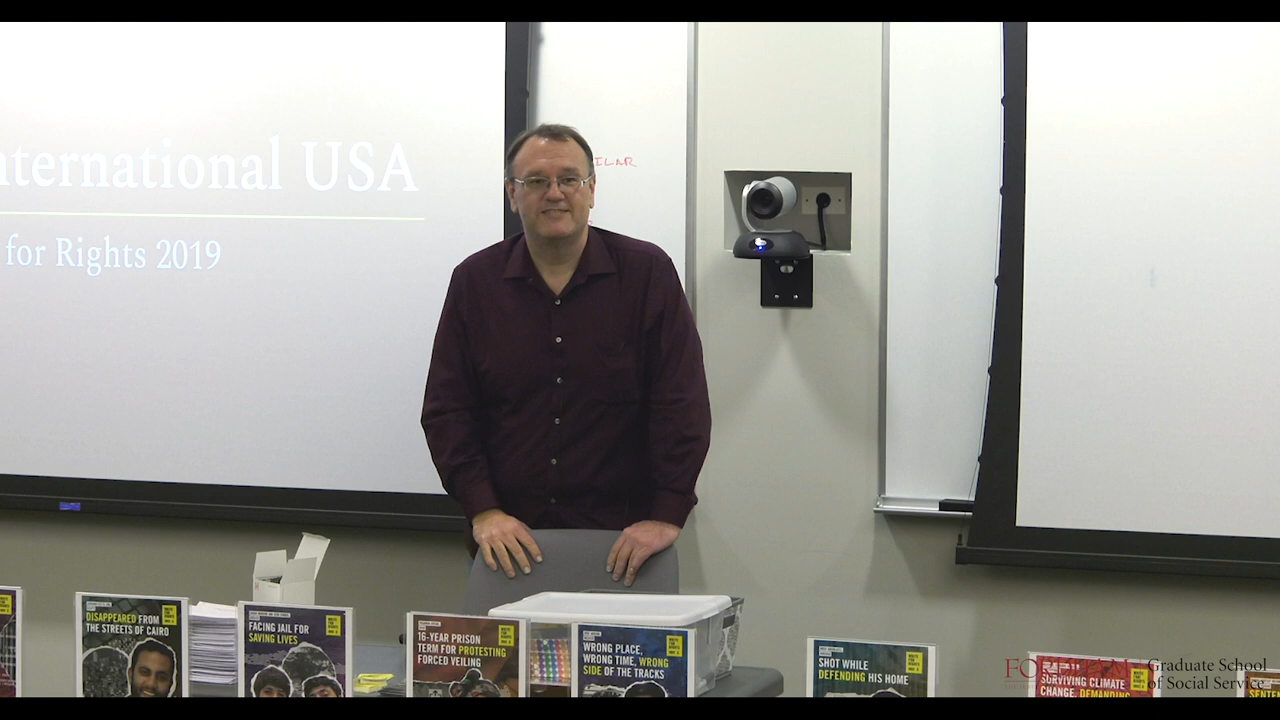 nternational USA
for Rights 2019
ILAR
DISAPPEARED FROM
THE STREETS OF CAIRO
FACING JAIL FOR
SAVING LIVES
16-YEAR PRISON
TERM FOR PROTESTING
FORCED VEILING
WRONG PLACE,
WRONG TIME, WRONG
SIDE OF THE TRACKS
SHOT WHILE
DEFENDING HIS HOME
SURVIVING CLIMATE
CHANGE, DEMANDING
Graduate School
of Social Service